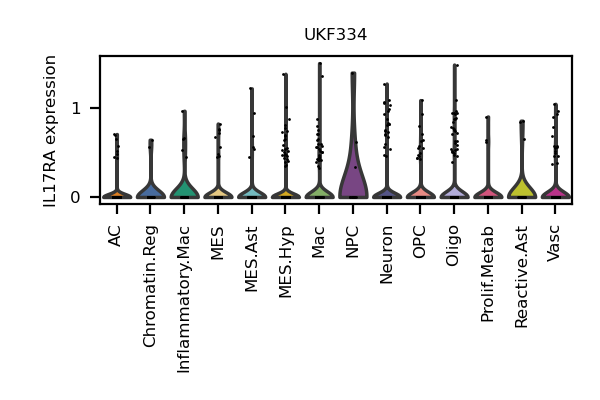 UKF334
IL17RA expression
1
0
AC
Chromatin.Reg
Inflammatory.Mac
MES
MES.Ast
MES.Hyp
Mac
NPC
Neuron
OPC
Oligo
Prolif.Metab
Reactive.Ast
Vasc